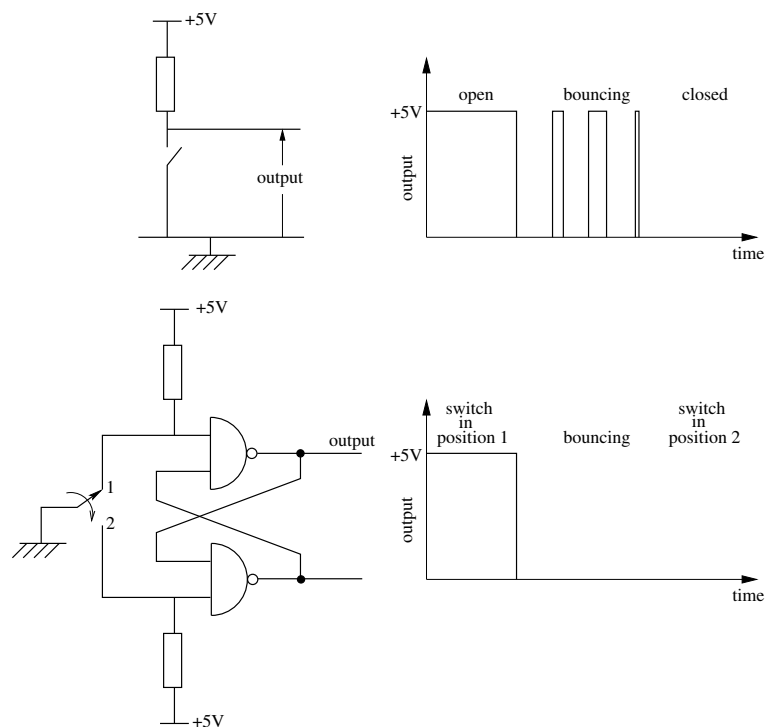 +5V
output
open
bouncing
closed
+5V
output
time
+5V
output
1
2
+5V
switch
in
position 1
bouncing
switch
in
position 2
+5V
output
time